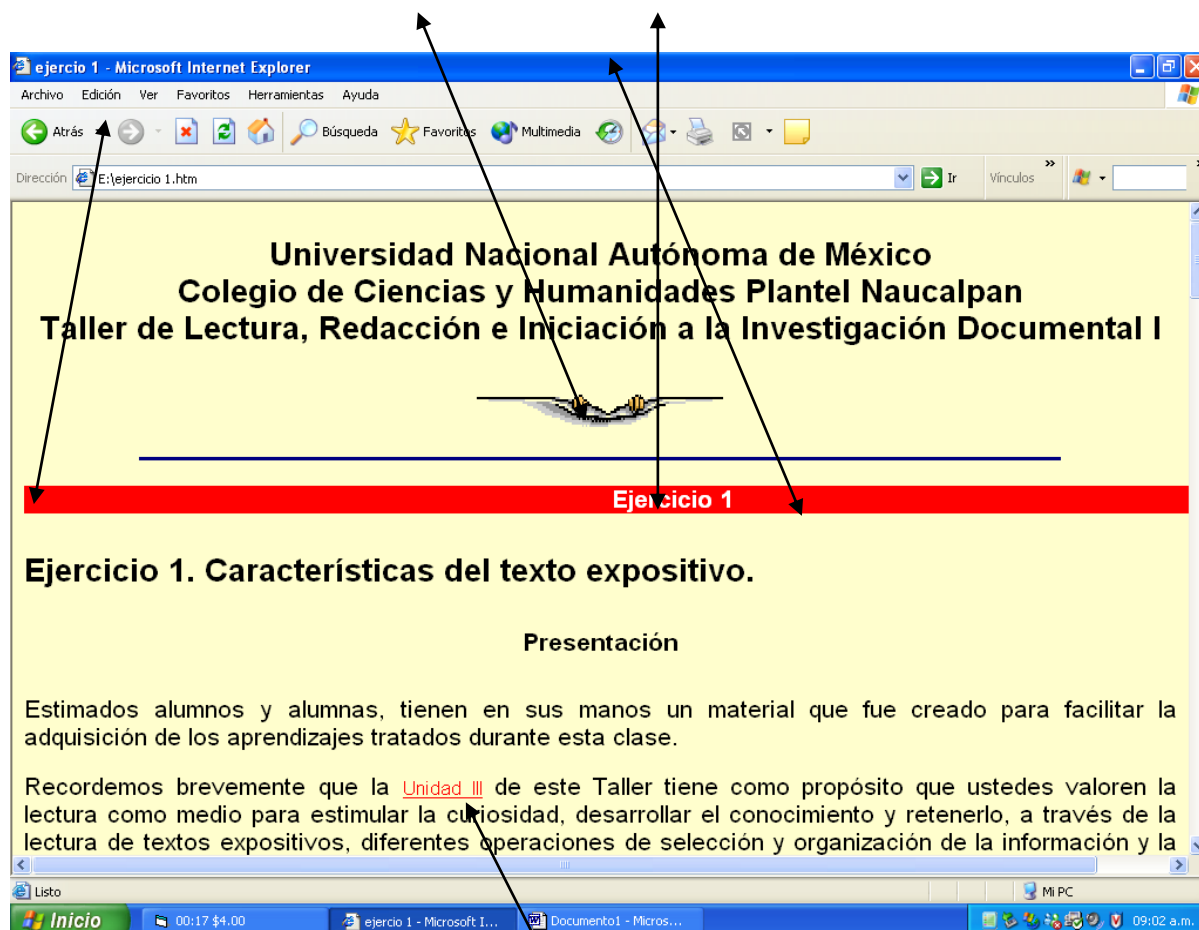 ejercio 1 - Microsoft Internet Explorer
Archivo Edición Ver Favoritos Herramientas Ayuda
Atrás Búsqueda Favoritos Multimedia
Dirección E:\ejercicio 1.htm Ir Vínculos »
Universidad Nacional Autónoma de México
Colegio de Ciencias y Humanidades Plantel Naucalpan
Taller de Lectura, Redacción e Iniciación a la Investigación Documental I
Ejercicio 1
Ejercicio 1. Características del texto expositivo.
Presentación
Estimados alumnos y alumnas, tienen en sus manos un material que fue creado para facilitar la
adquisición de los aprendizajes tratados durante esta clase.
Recordemos brevemente que la Unidad III de este Taller tiene como propósito que ustedes valoren la
lectura como medio para estimular la curiosidad, desarrollar el conocimiento y retenerlo, a través de la
lectura de textos expositivos, diferentes operaciones de selección y organización de la información y la
Listo Mi PC
Inicio 00:17 $4.00 ejercio 1 - Microsoft I... Documento1 - Micros... 09:02 a.m.